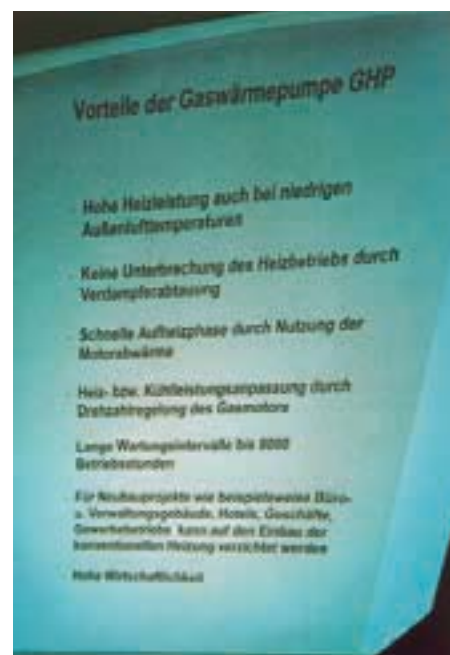 Vorteile der Gaswärmepumpe GHP
- Hohe Heizleistung auch bei niedrigen
Außenlufttemperaturen
- Keine Unterbrechung des Heizbetriebs durch
Verdampferabtauung
- Schnelle Aufheizphase durch Nutzung der
Motorabwärme
- Heiz- bzw. Kühlleistungsanpassung durch
Drehzahlregelung des Gasmotors
- Lange Wartungsintervalle bis
Betriebsstunden
- Für Neubauprojekte wie beispielsweise Büro-
u. Verwaltungsgebäude, Hotels, Geschäfte,
Gewerbebetriebe kann auf den Einbau der
konventionellen Heizung verzichtet werden
- Hohe Wirtschaftlichkeit